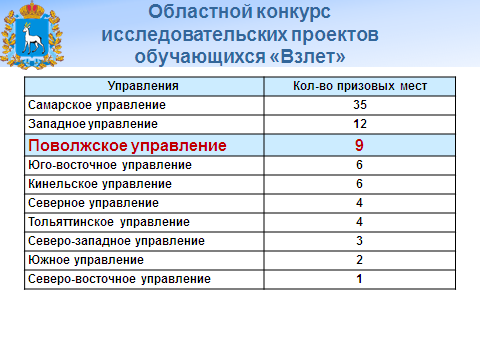 Областной конкурс
исследовательских проектов
обучающихся «Взлет»
Управления Кол-во призовых мест
Самарское управление 35
Западное управление 12
Поволжское управление 9
Юго-восточное управление 6
Кинельское управление 6
Северное управление 4
Тольяттинское управление 4
Северо-западное управление 3
Южное управление 2
Северо-восточное управление 1